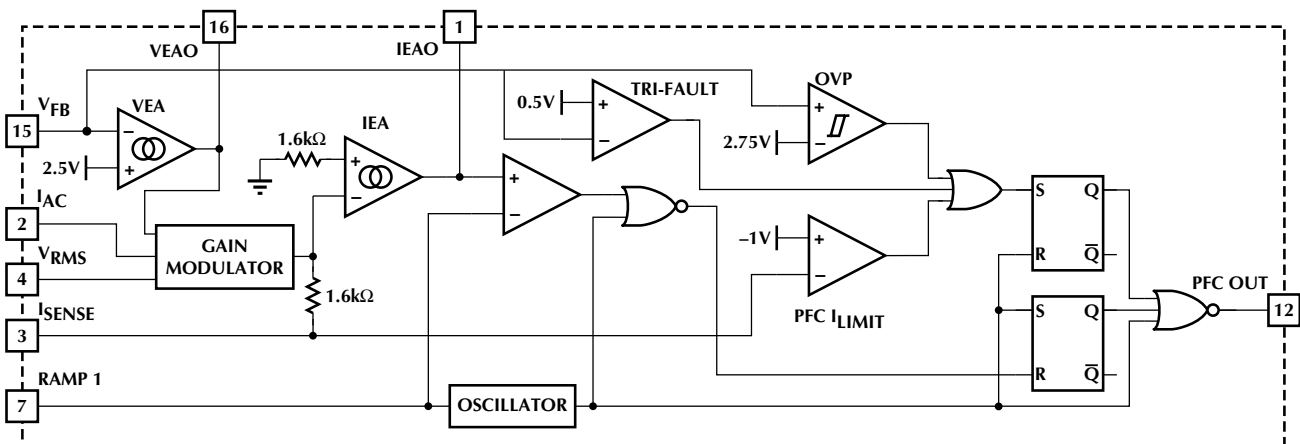 16
1
VEAO
IEAO
VFB
VEA
TRI-FAULT
OVP
0.5V
+
+
15
−
1.6kΩ
IEA
−
2.75V
−
2.5V
+
+
IAC
+
S
Q
2
−
−
VRMS
GAIN
MODULATOR
−1V
+
4
R
Q̅
−
1.6kΩ
PFC OUT
ISENSE
PFC ILIMIT
S
Q
12
3
RAMP 1
R
Q̅
7
OSCILLATOR